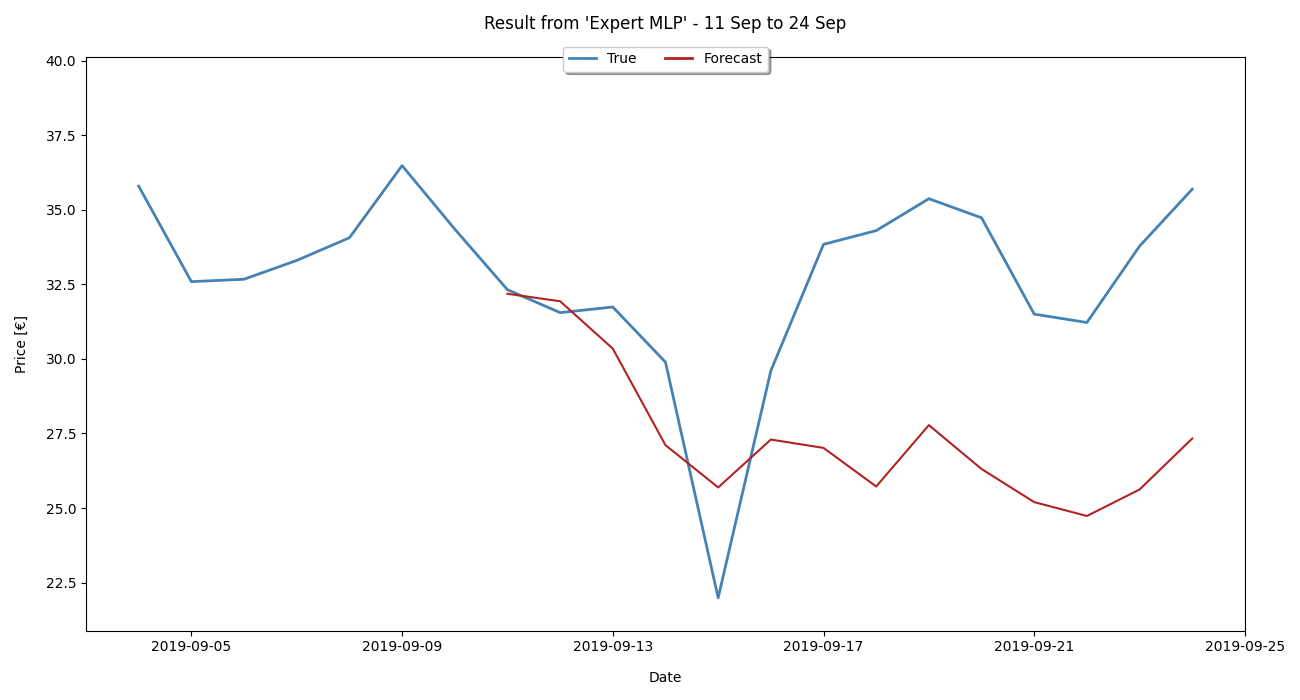 Result from 'Expert MLP' - 11 Sep to 24 Sep
True Forecast
40.0
37.5
35.0
32.5
30.0
27.5
25.0
22.5
Price [€]
2019-09-05 2019-09-09 2019-09-13 2019-09-17 2019-09-21 2019-09-25
Date